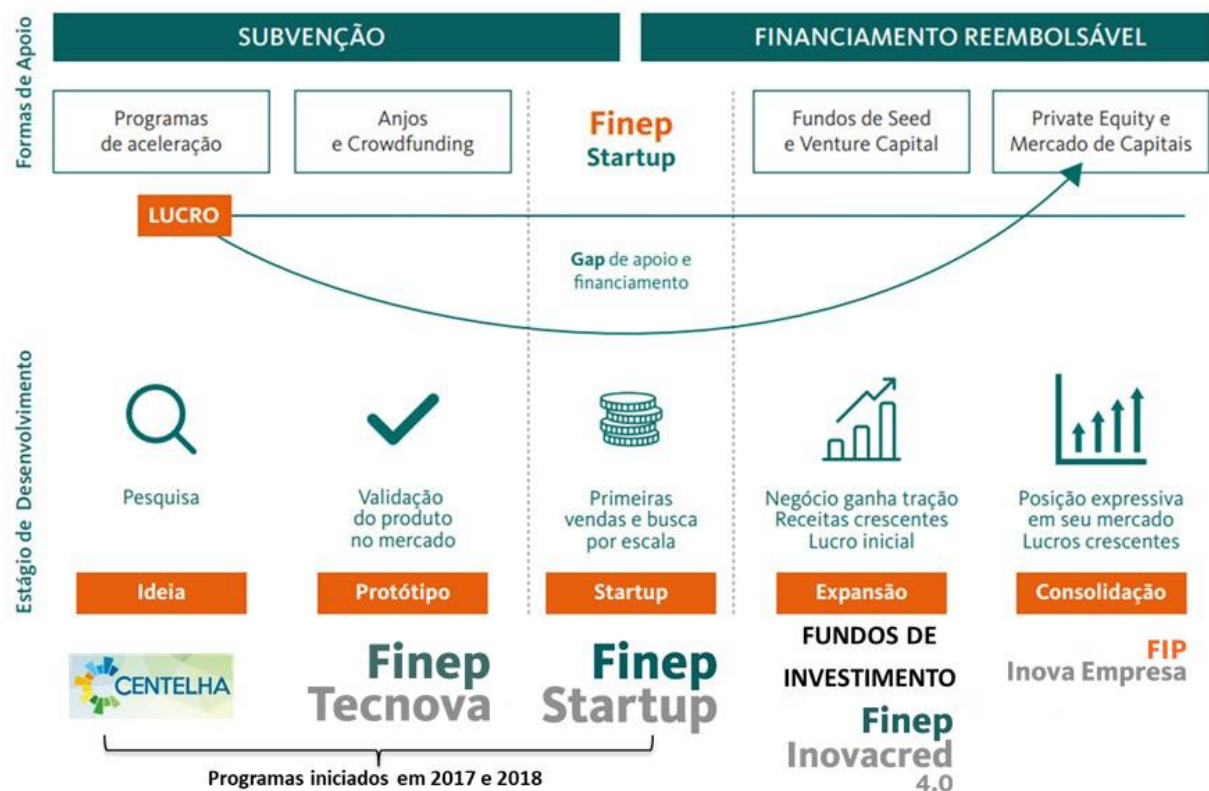 Formas de Apoio
SUBVENÇÃO
FINANCIAMENTO REEMBOLSÁVEL
Programas
de aceleração
Anjos
e Crowdfunding
Finep
Startup
Fundos de Seed
e Venture Capital
Private Equity e
Mercado de Capitais
LUCRO
Gap de apoio e
financiamento
Estágio de Desenvolvimento
Pesquisa
Validação
do produto
no mercado
Primeiras
vendas e busca
por escala
Negócio ganha tração
Receitas crescentes
Lucro inicial
Posição expressiva
em seu mercado
Lucros crescentes
Ideia
Protótipo
Startup
Expansão
Consolidação
CENTELHA
Finep
Tecnova
Finep
Startup
FUNDOS DE
INVESTIMENTO
Finep
Inovacred
4.0
FIP
Inova Empresa
Programas iniciados em 2017 e 2018